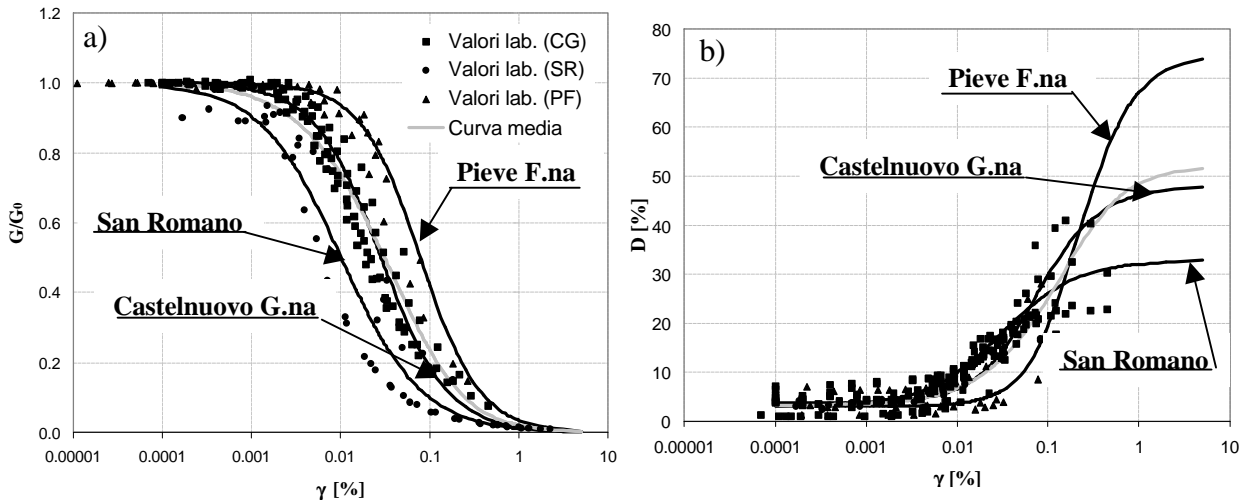 a)
1.2
1.0
0.8
0.6
0.4
0.2
0.0
G/G0
Valori lab. (CG)
Valori lab. (SR)
Valori lab. (PF)
Curva media
Pieve F.na
San Romano
Castelnuovo G.na
0.00001 0.0001 0.001 0.01 0.1 1 10
γ [%]
b)
80
70
60
50
40
30
20
10
0
D [%]
Pieve F.na
Castelnuovo G.na
San Romano
0.00001 0.0001 0.001 0.01 0.1 1 10
γ [%]